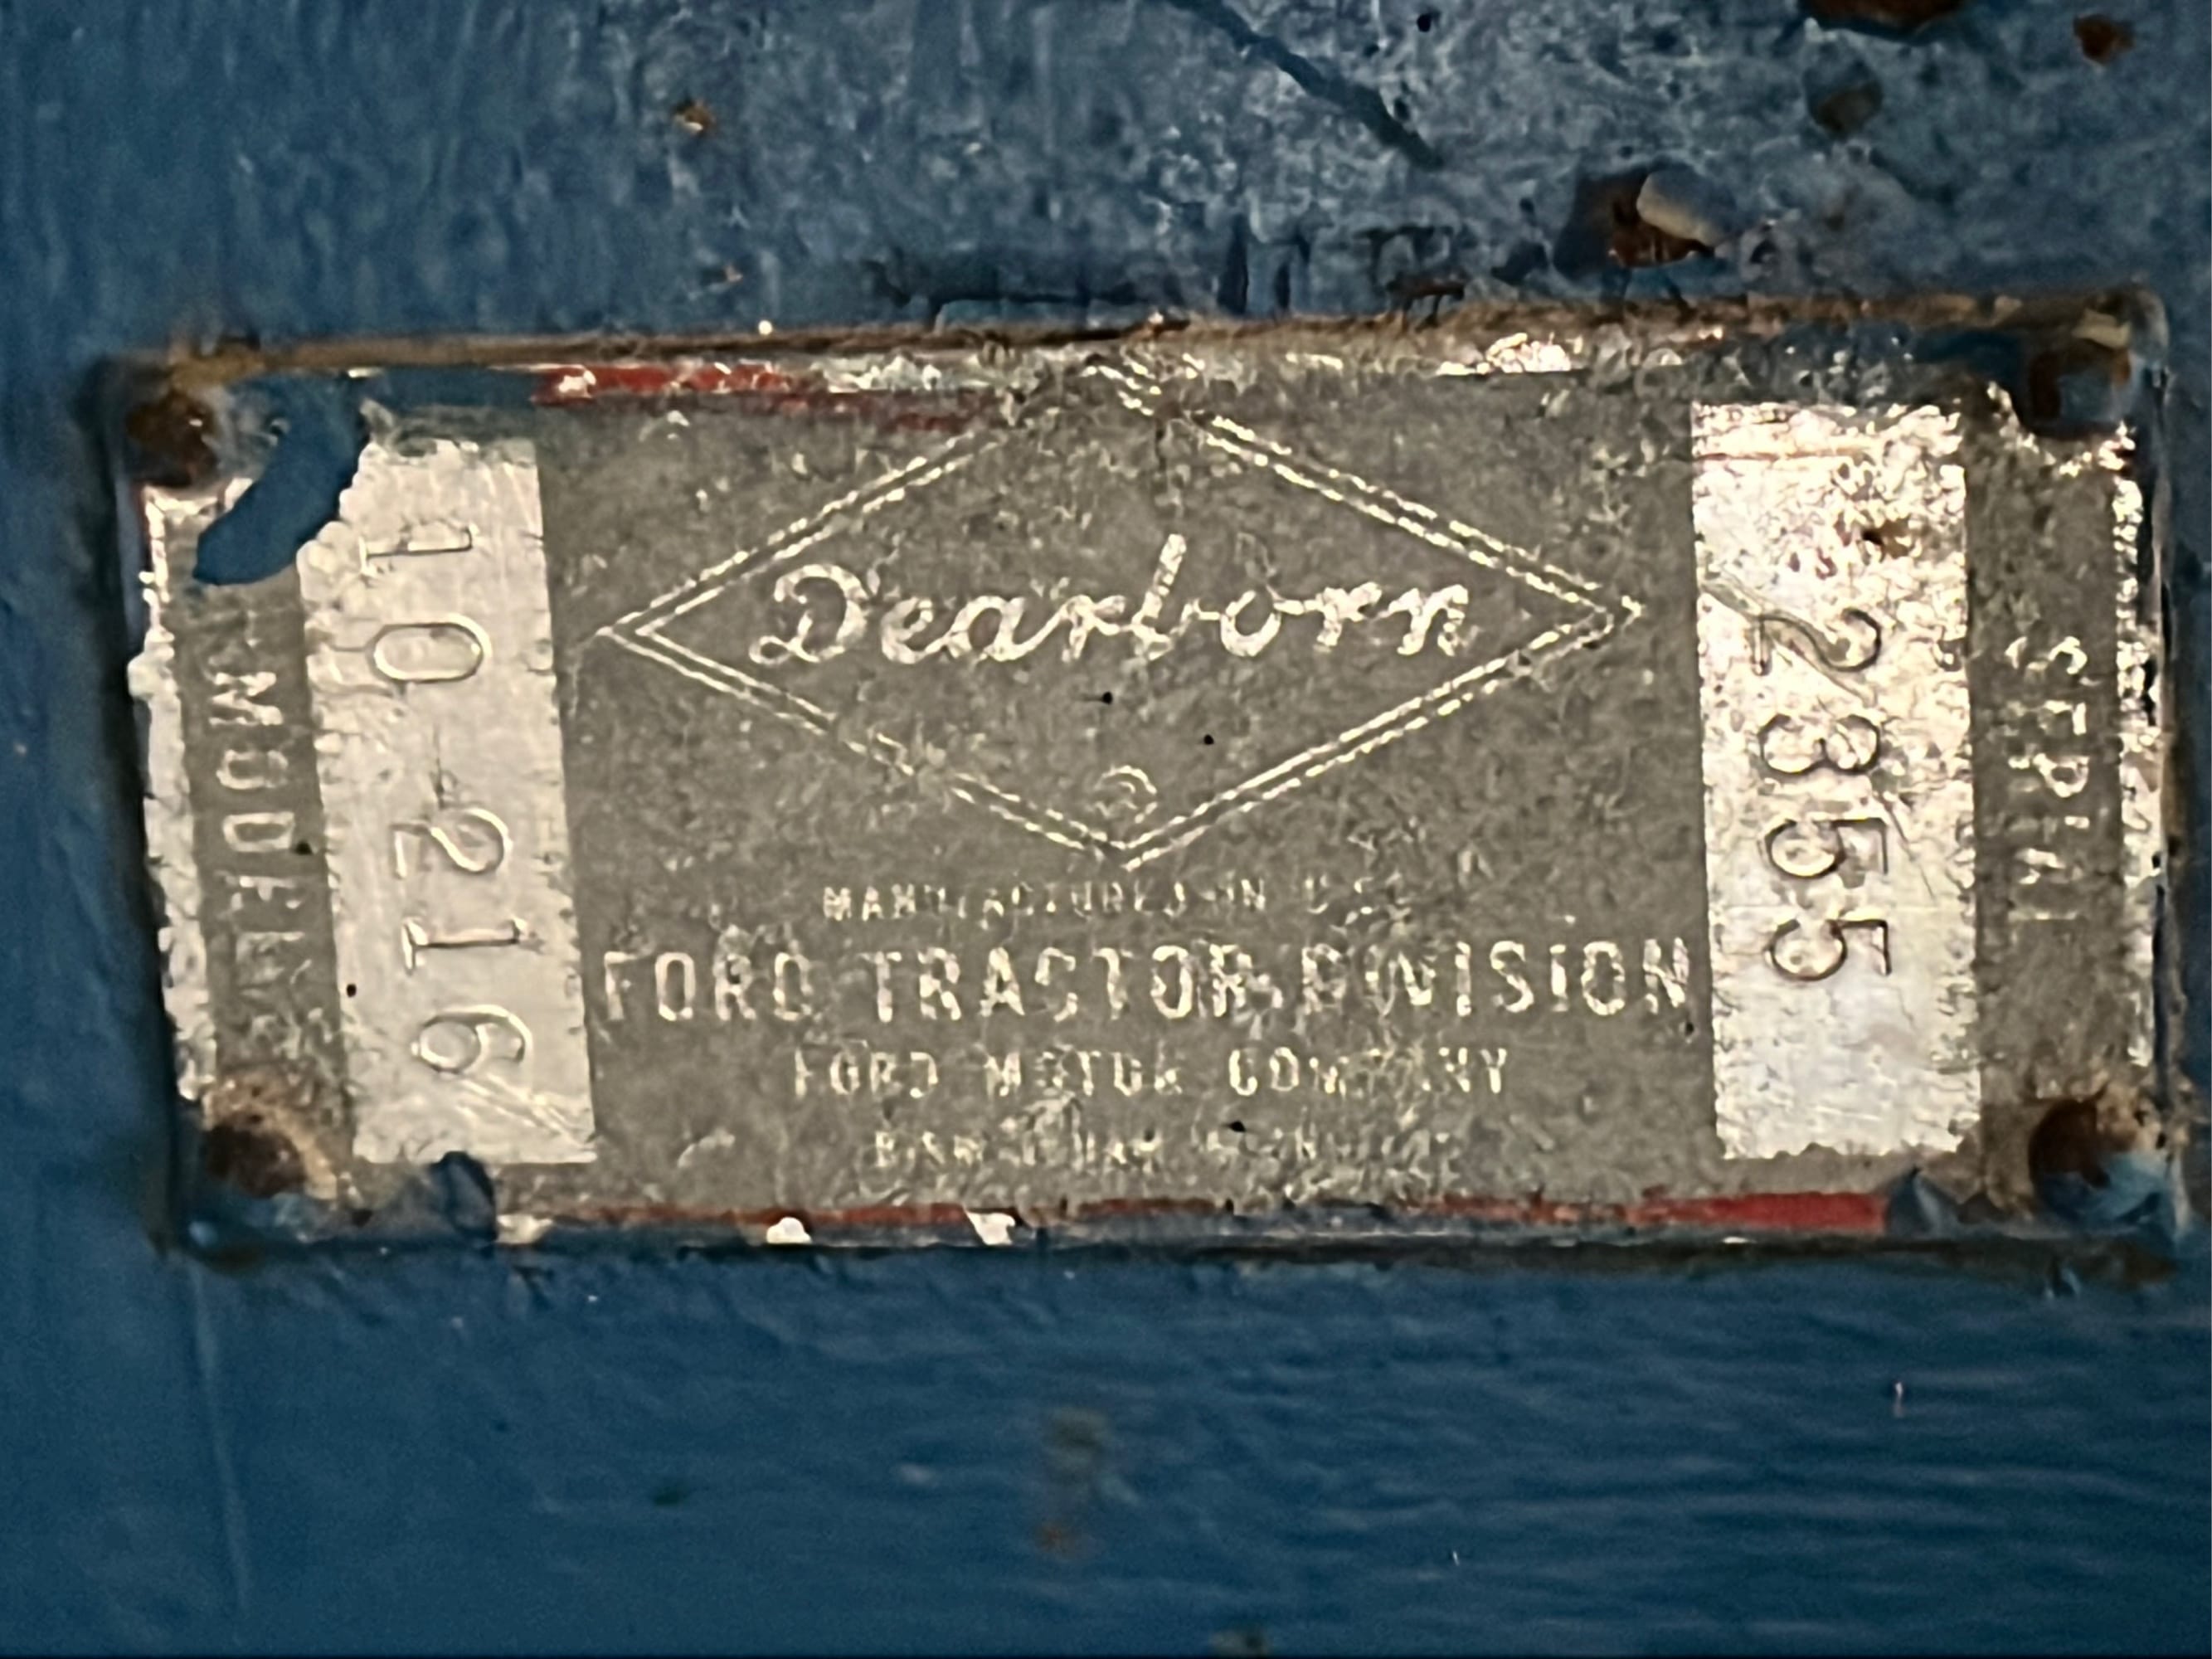 MODEL
10-216
Dearborn
MANUFACTURED IN U.S.A.
FORD TRACTOR DIVISION
FORD MOTOR COMPANY
2355
SERIAL